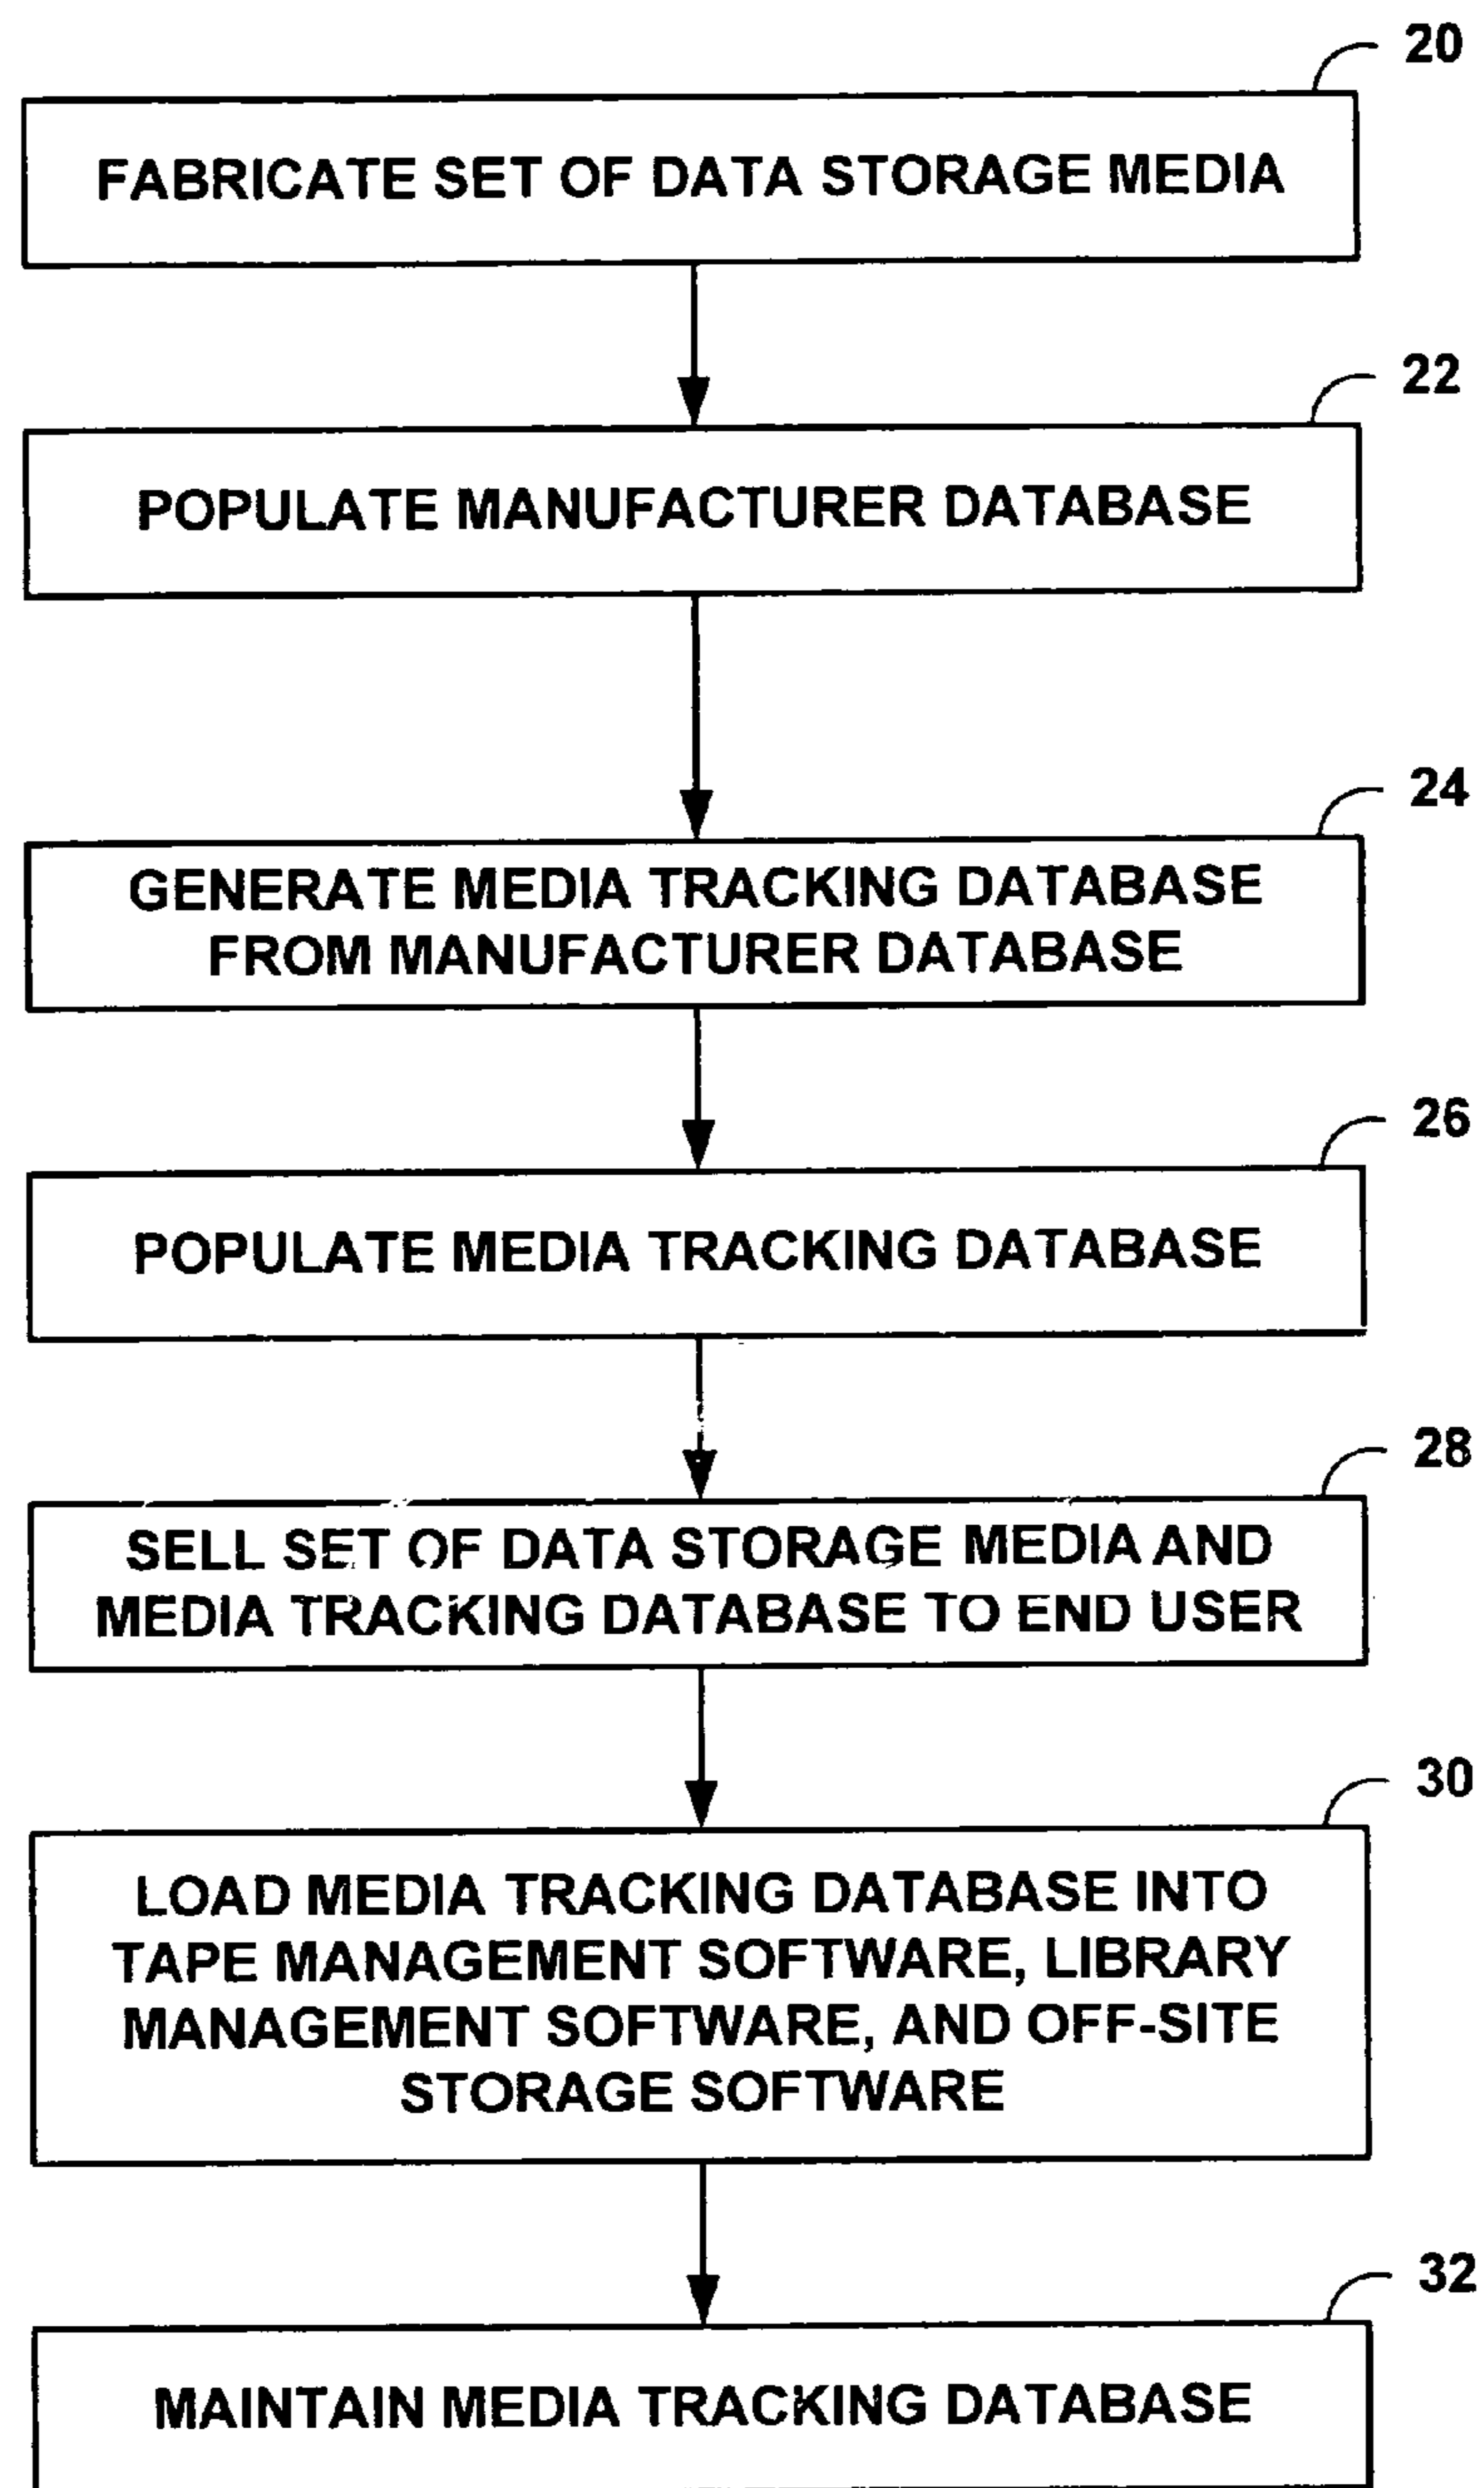 20
FABRICATE SET OF DATA STORAGE MEDIA
22
POPULATE MANUFACTURER DATABASE
24
GENERATE MEDIA TRACKING DATABASE
FROM MANUFACTURER DATABASE
26
POPULATE MEDIA TRACKING DATABASE
28
SELL SET OF DATA STORAGE MEDIA AND
MEDIA TRACKING DATABASE TO END USER
30
LOAD MEDIA TRACKING DATABASE INTO
TAPE MANAGEMENT SOFTWARE, LIBRARY
MANAGEMENT SOFTWARE, AND OFF-SITE
STORAGE SOFTWARE
32
MAINTAIN MEDIA TRACKING DATABASE